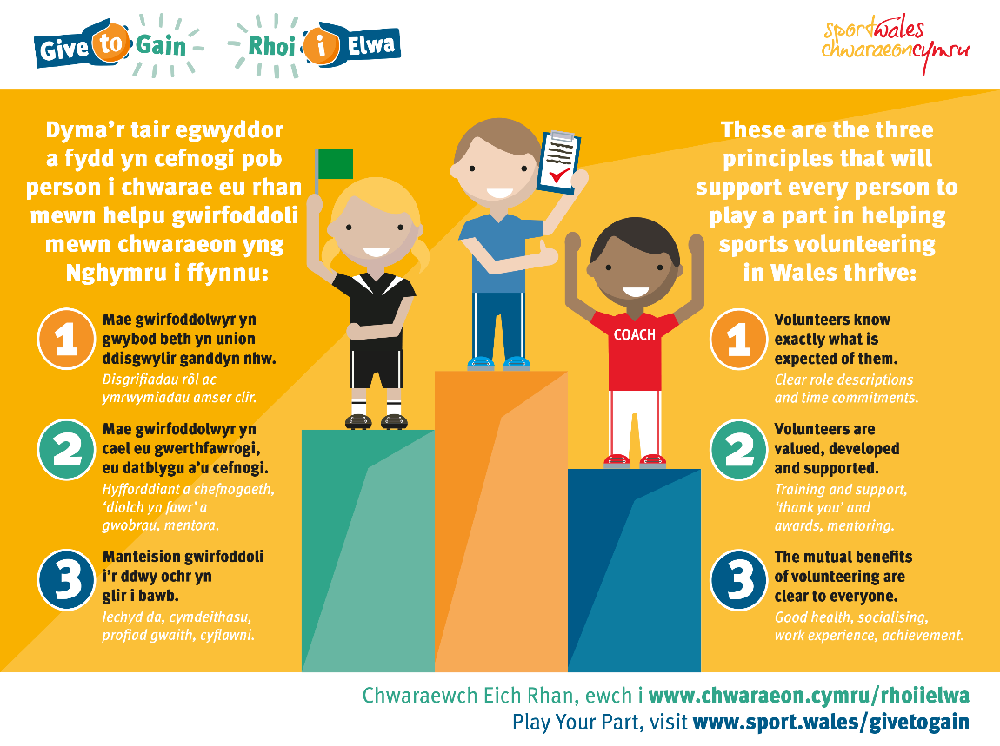 Give to Gain
Rhoi i Elwa
sportwales
chwaraeoncymru
Dyma'r tair egwyddor
a fydd yn cefnogi pob
person i chwarae eu rhan
mewn helpu gwirfoddoli
mewn chwaraeon yng
Nghymru i ffynnu:
1
Mae gwirfoddolwyr yn
gwybod beth yn union
ddisgwylir ganddyn nhw.
Disgrifiadau rôl ac
ymrwymiadau amser clir.
2
Mae gwirfoddolwyr yn
cael eu gwerthfawrogi,
eu datblygu a'u cefnogi.
Hyfforddiant a chefnogaeth,
'diolch yn fawr' a
gwobrau, mentora.
3
Manteision gwirfoddoli
i'r ddwy ochr yn
glir i bawb.
Iechyd da, cymdeithasu,
profiad gwaith, cyflawni.
COACH
These are the three
principles that will
support every person to
play a part in helping
sports volunteering
in Wales thrive:
1
Volunteers know
exactly what is
expected of them.
Clear role descriptions
and time commitments.
2
Volunteers are
valued, developed
and supported.
Training and support,
'thank you' and
awards, mentoring.
3
The mutual benefits
of volunteering are
clear to everyone.
Good health, socialising,
work experience, achievement.
Chwaraewch Eich Rhan, ewch i www.chwaraeon.cymru/rhoiielwa
Play Your Part, visit www.sport.wales/givetogain